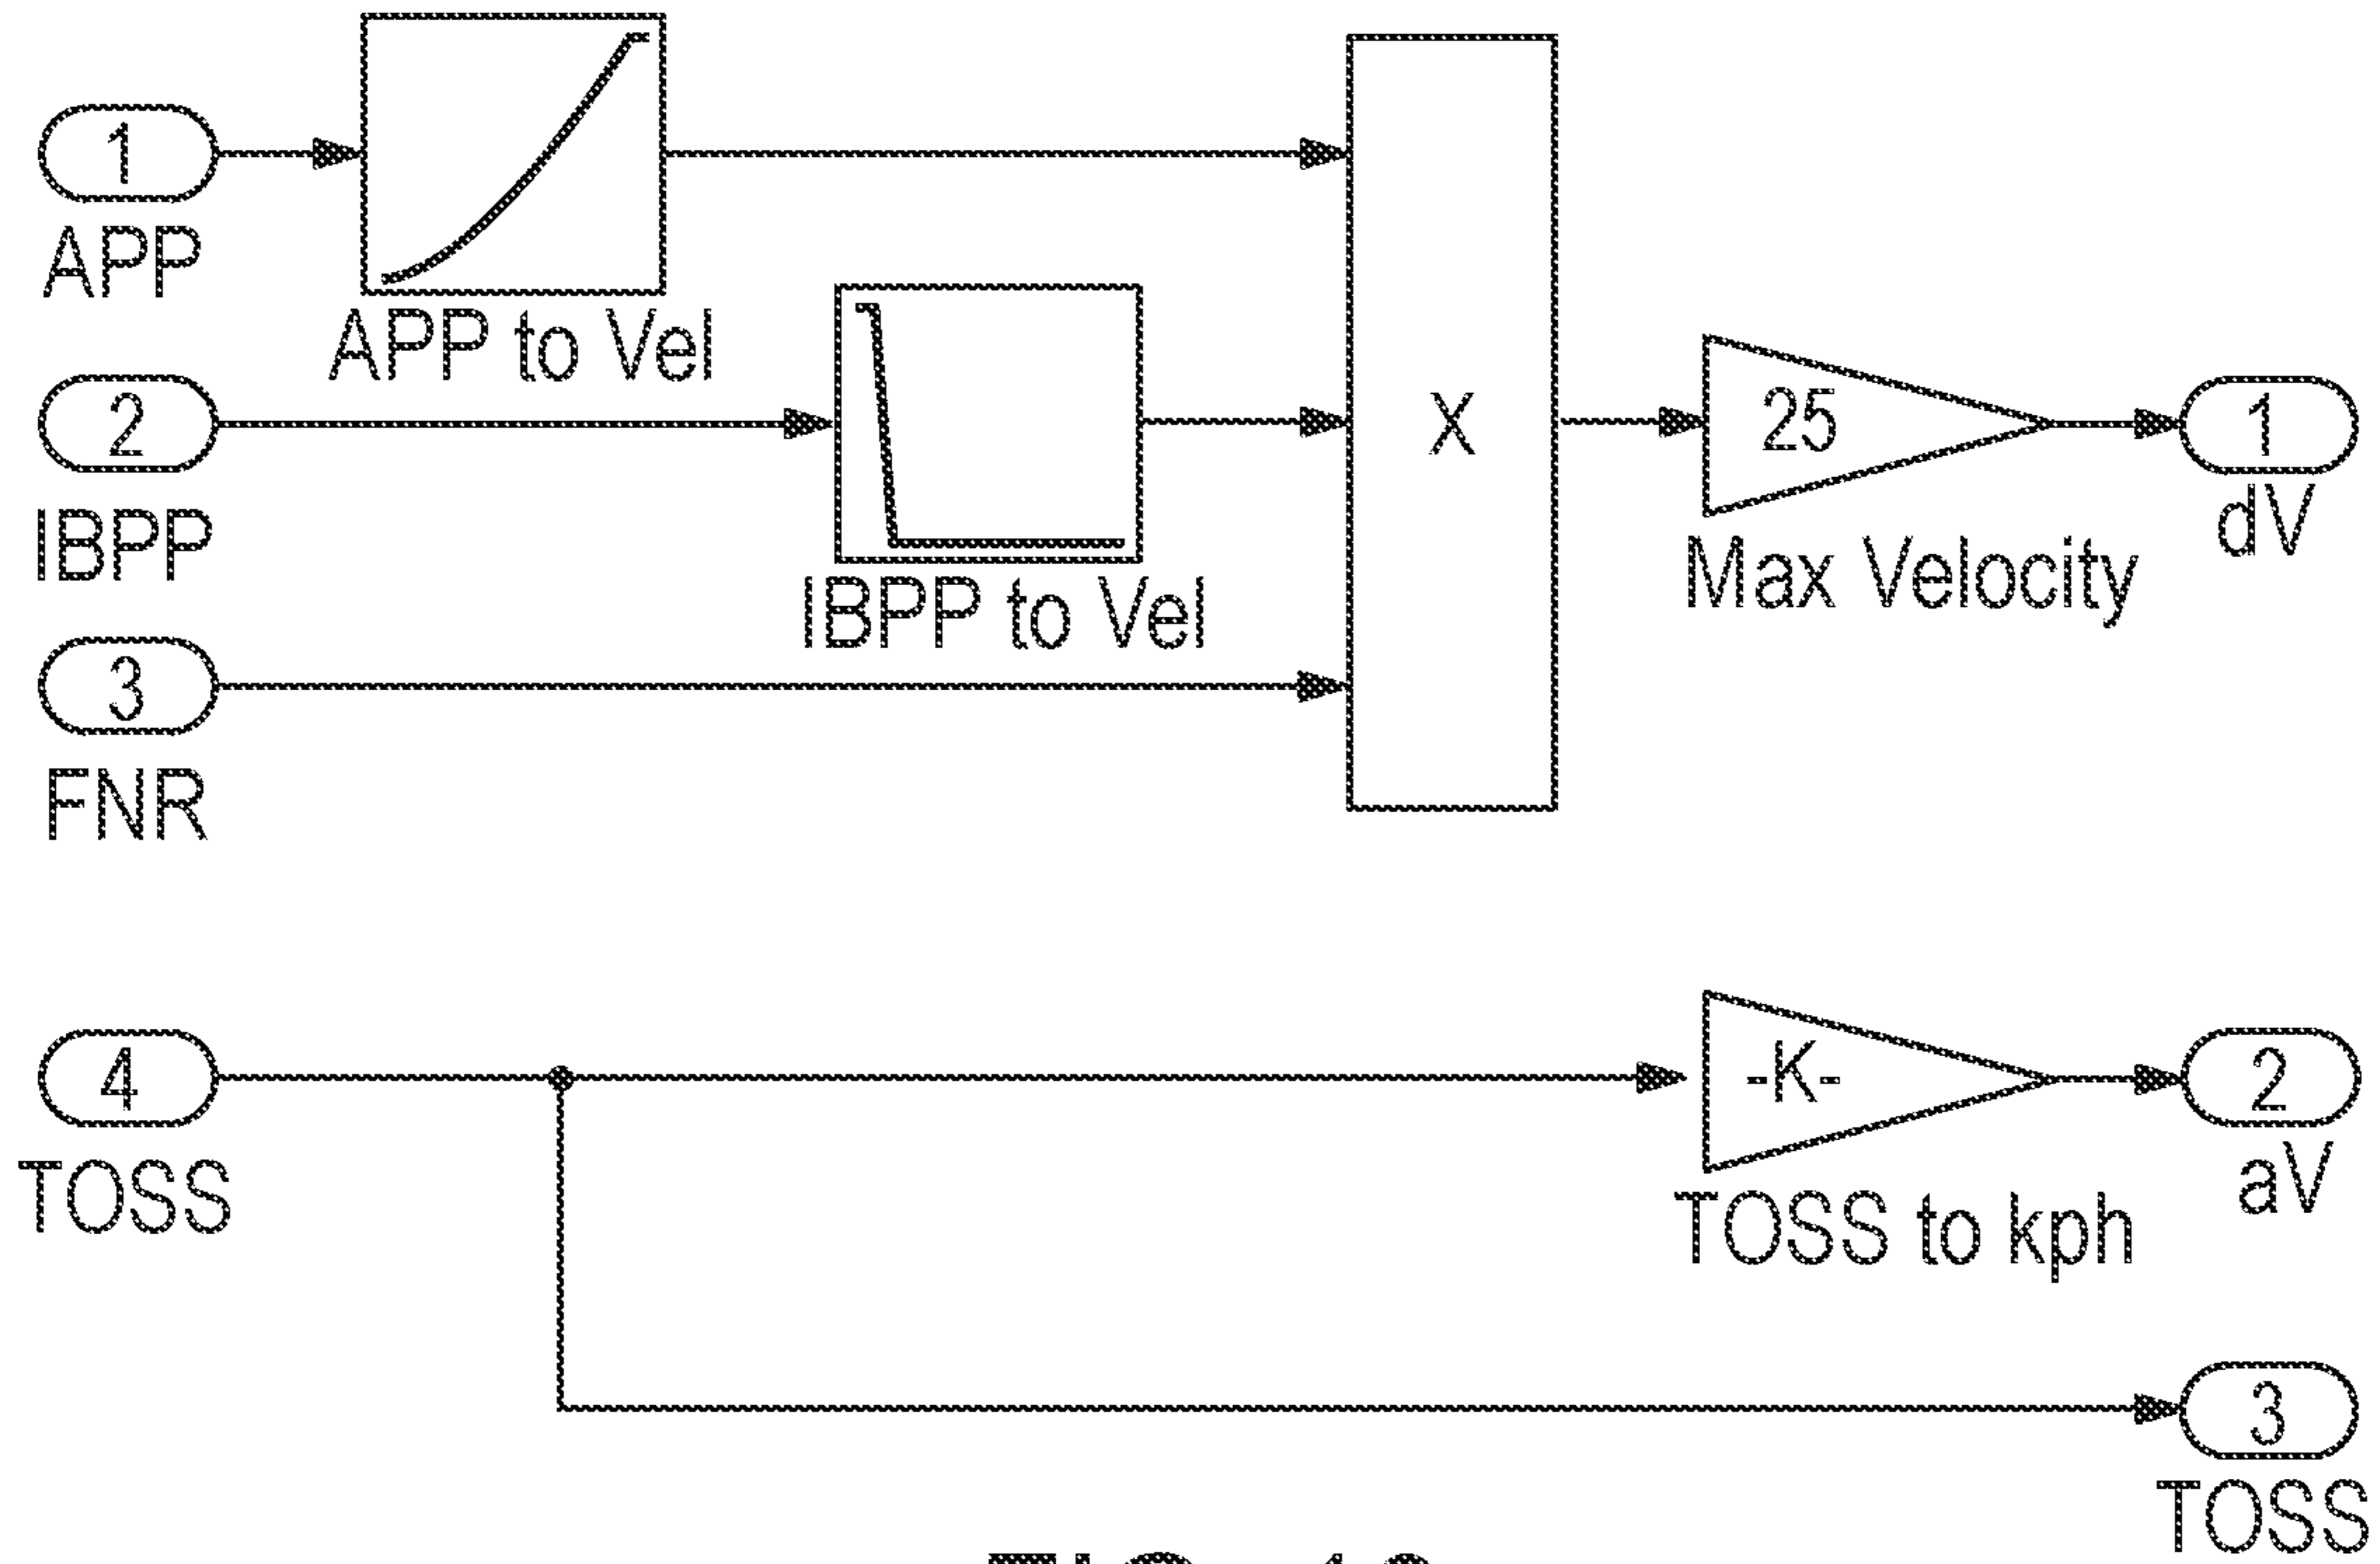 1
APP
APP to Vel
2
IBPP
IBPP to Vel
3
FNR
X
25
Max Velocity
1
dV
4
TOSS
-K-
TOSS to kph
2
aV
3
TOSS